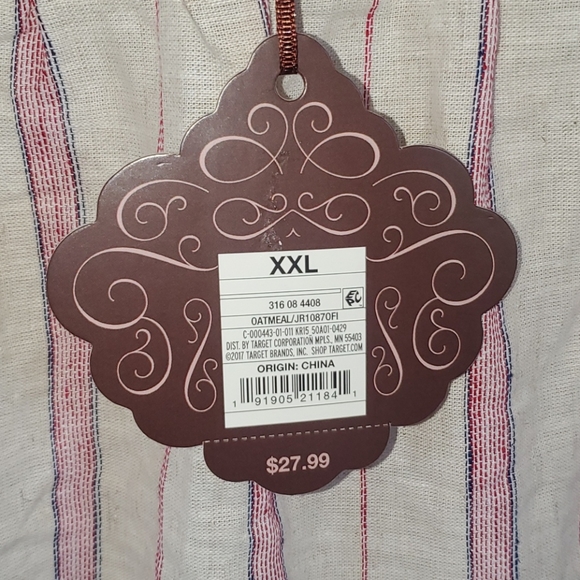 XXL
316 08 4408
OATMEAL/JR10870FI
C-000443-01-011 KR15 50A01-0429
DIST. BY TARGET CORPORATION MPLS., MN 55403
©2017 TARGET BRANDS, INC. SHOP TARGET.COM
ORIGIN: CHINA
1 91905 21184 1
$27.99